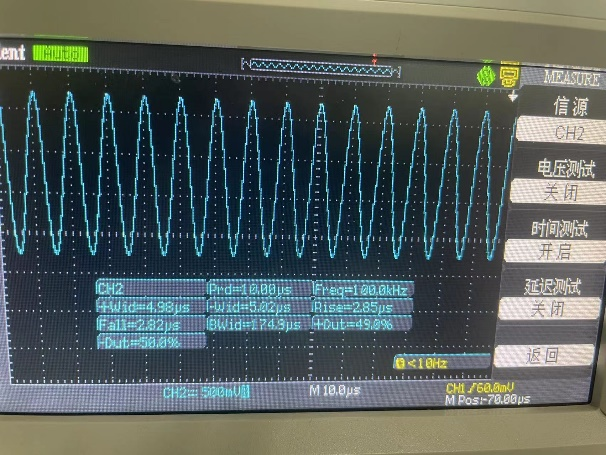 ent AUTO
MEASURE
信源
CH2
电压测试
关闭
时间测试
开启
延迟测试
关闭
返回
CH2 Prd=10.00μs Freq=100.0kHz
+Wid=4.98μs -Wid=5.02μs Rise=2.85μs
Fall=2.82μs BWid=174.9μs +Dut=49.0%
-Dut=50.0%
<10Hz
CH2= 500mV M 10.0μs CH1 /60.0mV
M Pos:-70.00μs